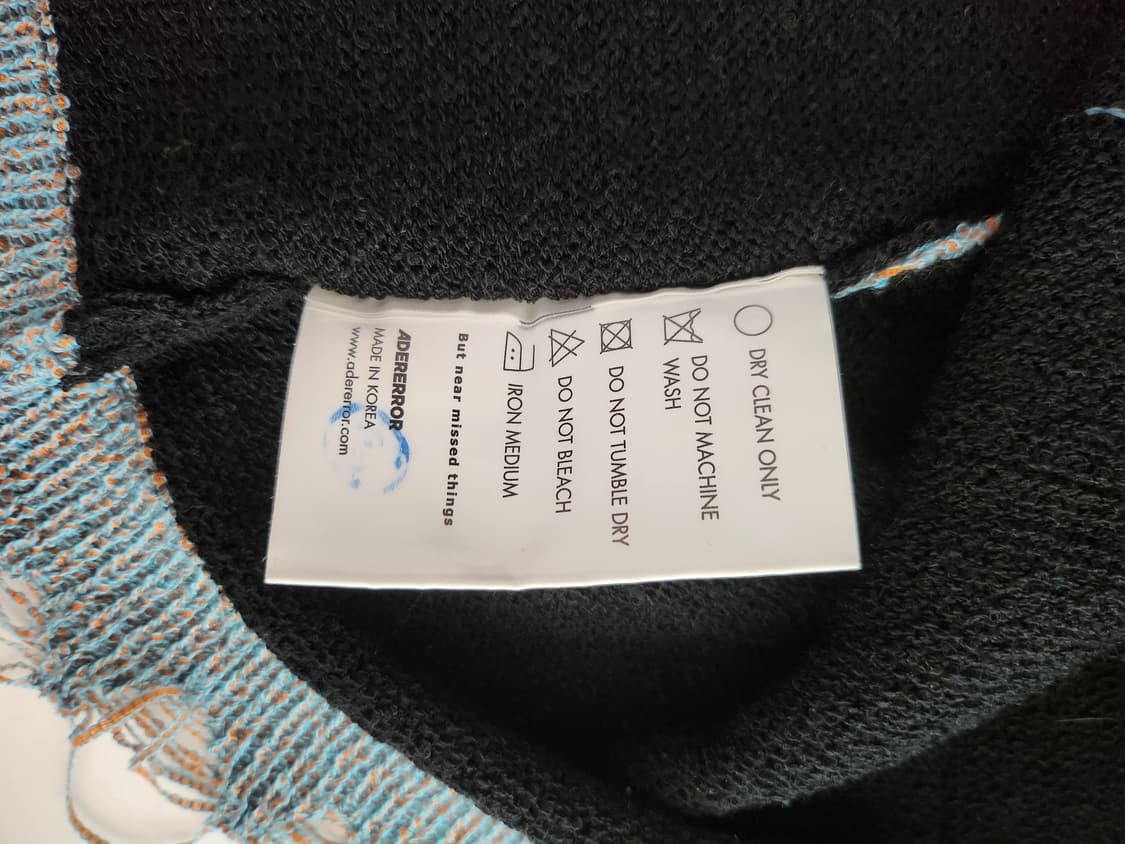 DRY CLEAN ONLY
DO NOT MACHINE
WASH
DO NOT TUMBLE DRY
DO NOT BLEACH
IRON MEDIUM
But near missed things
ADERERROR
MADE IN KOREA
www.adererror.com